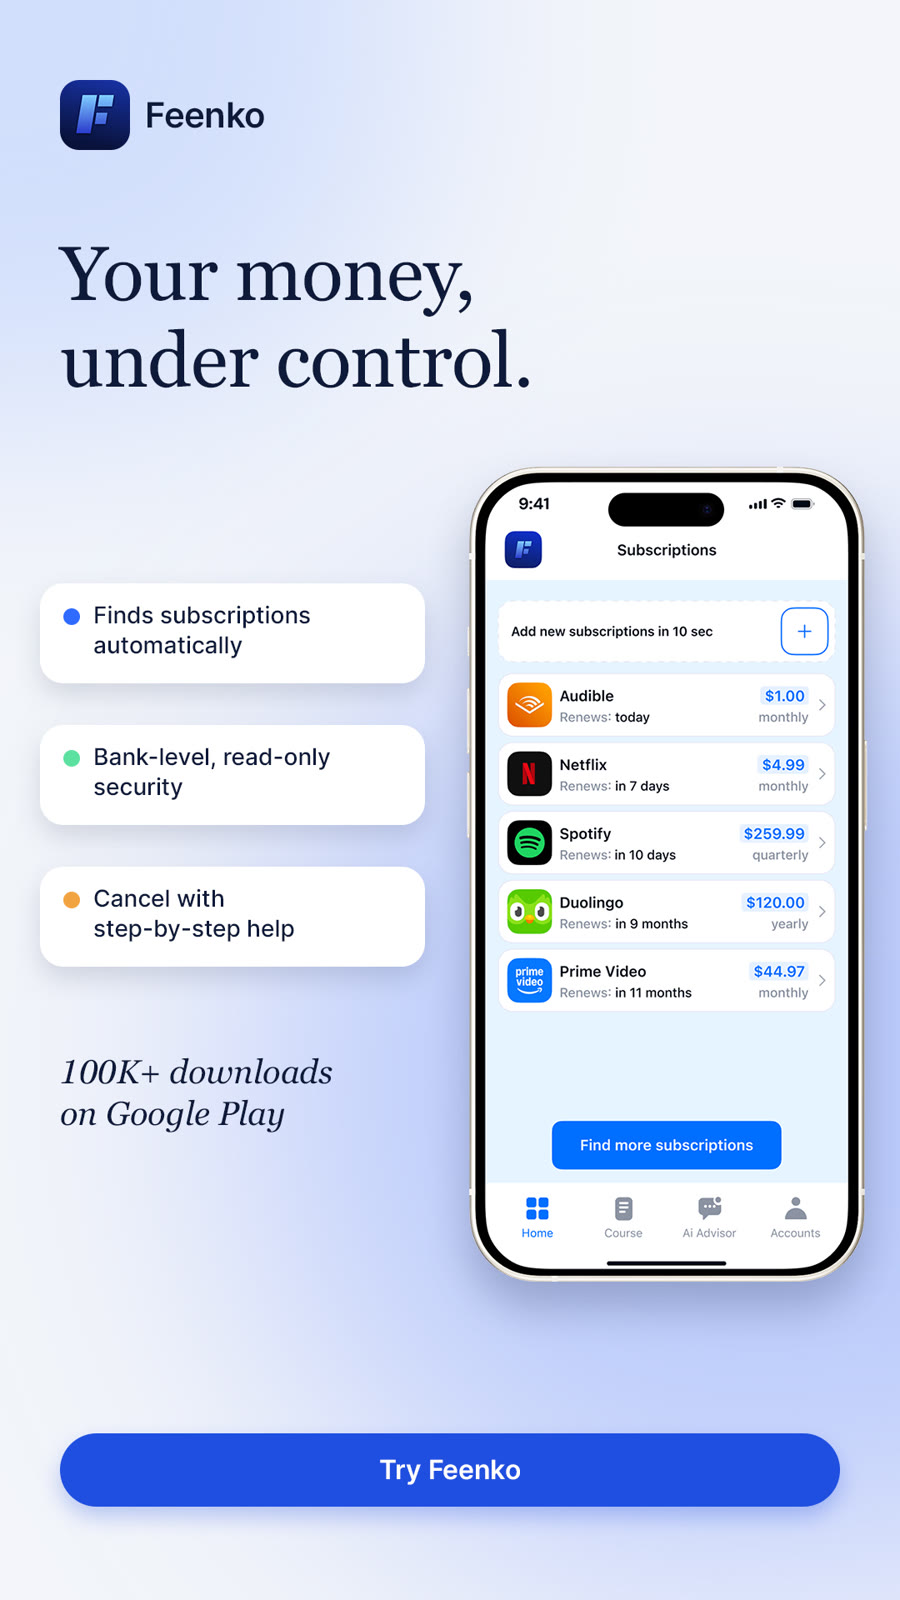 Feenko
Your money,
under control.
Finds subscriptions
automatically
Bank-level, read-only
security
Cancel with
step-by-step help
100K+ downloads
on Google Play
9:41
Subscriptions
Add new subscriptions in 10 sec
Audible
$1.00
Renews: today
monthly
Netflix
$4.99
Renews: in 7 days
monthly
Spotify
$259.99
Renews: in 10 days
quarterly
Duolingo
$120.00
Renews: in 9 months
yearly
prime
video
Prime Video
$44.97
Renews: in 11 months
monthly
Find more subscriptions
Home
Course
Ai Advisor
Accounts
Try Feenko